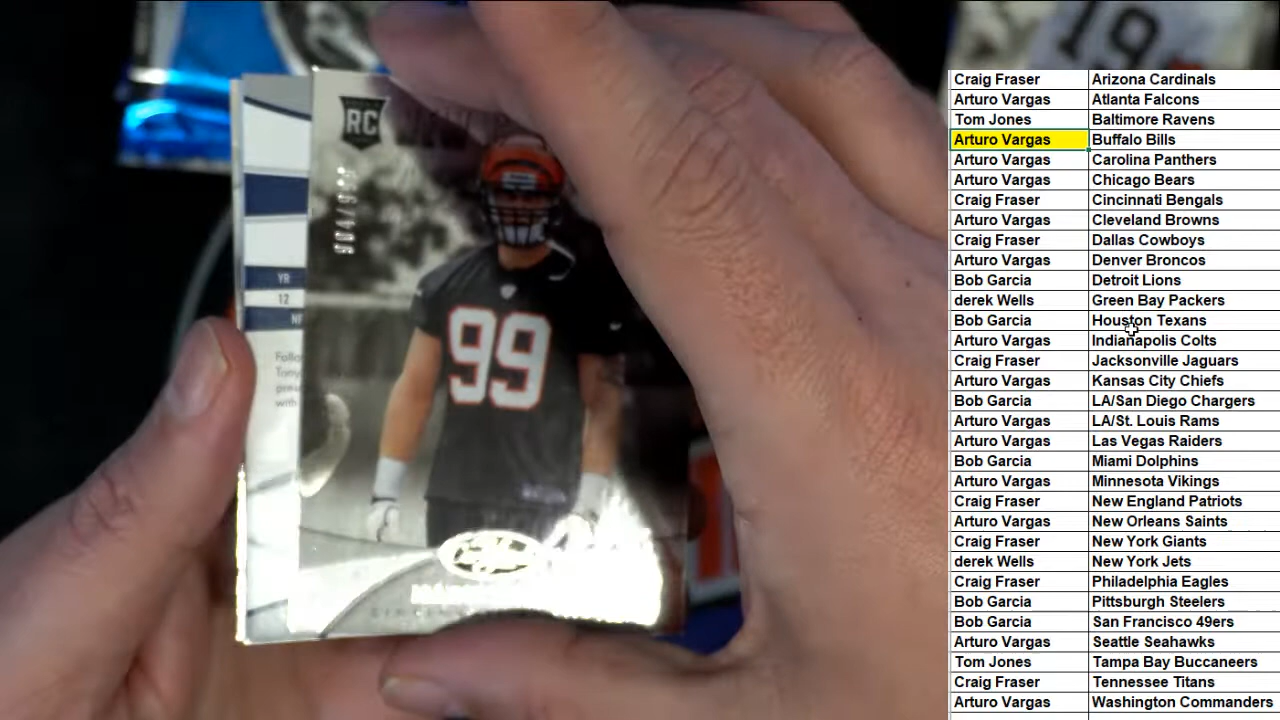 19
RC
99
YR
12
Craig Fraser Arizona Cardinals
Arturo Vargas Atlanta Falcons
Tom Jones Baltimore Ravens
Arturo Vargas Buffalo Bills
Arturo Vargas Carolina Panthers
Arturo Vargas Chicago Bears
Craig Fraser Cincinnati Bengals
Arturo Vargas Cleveland Browns
Craig Fraser Dallas Cowboys
Arturo Vargas Denver Broncos
Bob Garcia Detroit Lions
derek Wells Green Bay Packers
Bob Garcia Houston Texans
Arturo Vargas Indianapolis Colts
Craig Fraser Jacksonville Jaguars
Arturo Vargas Kansas City Chiefs
Bob Garcia LA/San Diego Chargers
Arturo Vargas LA/St. Louis Rams
Arturo Vargas Las Vegas Raiders
Bob Garcia Miami Dolphins
Arturo Vargas Minnesota Vikings
Craig Fraser New England Patriots
Arturo Vargas New Orleans Saints
Craig Fraser New York Giants
derek Wells New York Jets
Craig Fraser Philadelphia Eagles
Bob Garcia Pittsburgh Steelers
Bob Garcia San Francisco 49ers
Arturo Vargas Seattle Seahawks
Tom Jones Tampa Bay Buccaneers
Craig Fraser Tennessee Titans
Arturo Vargas Washington Commanders